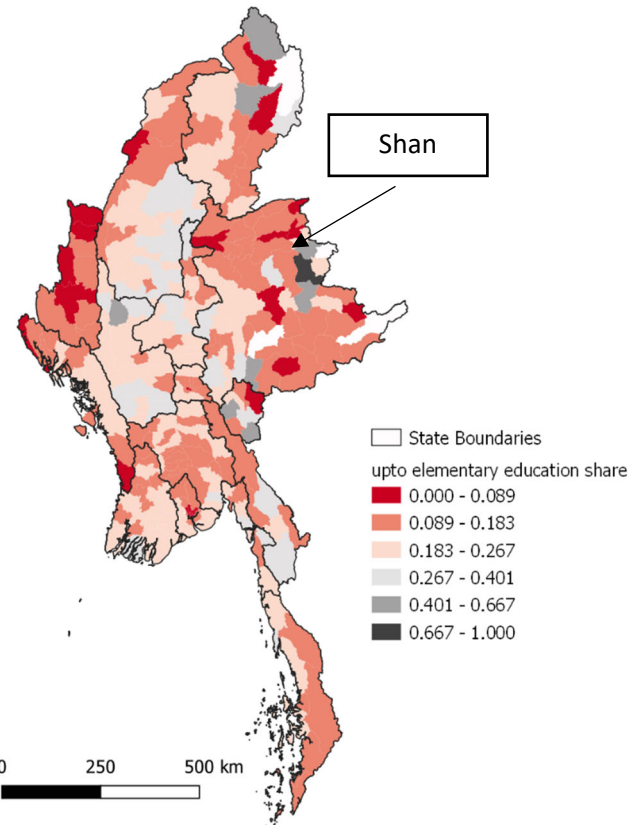 Shan
State Boundaries
upto elementary education share
0.000 - 0.089
0.089 - 0.183
0.183 - 0.267
0.267 - 0.401
0.401 - 0.667
0.667 - 1.000
0 250 500 km